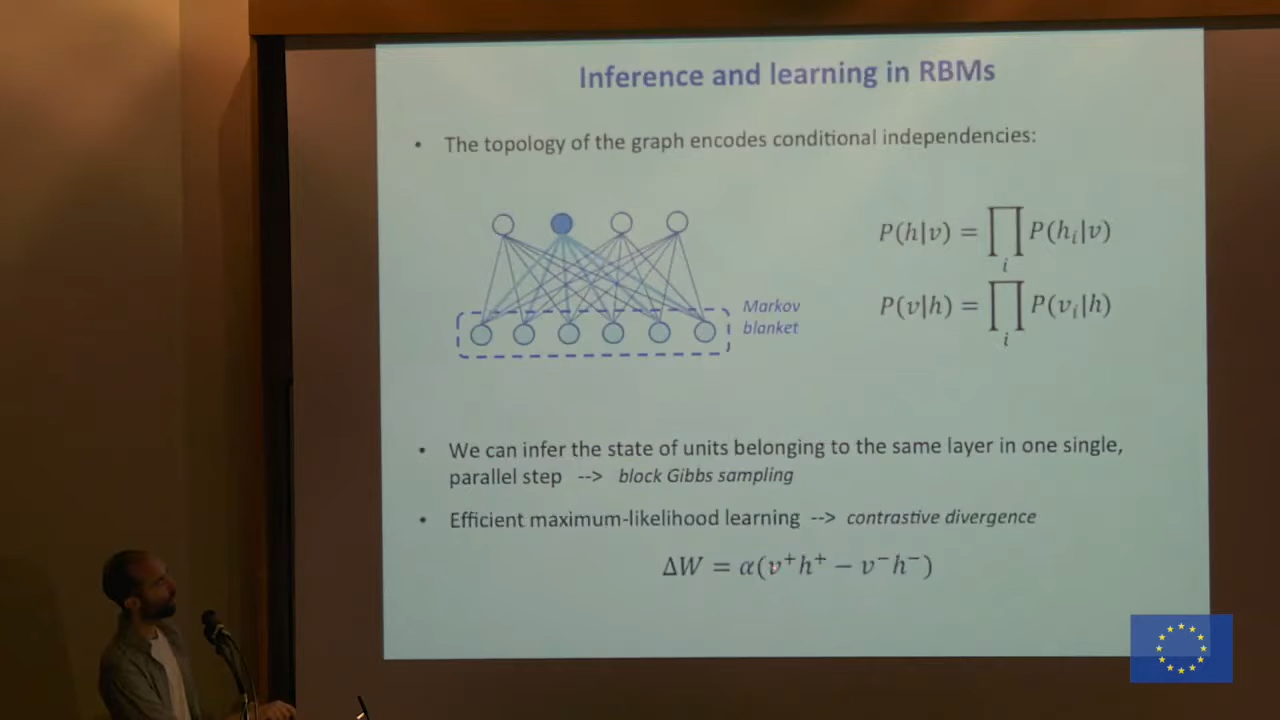 Inference and learning in RBMs
• The topology of the graph encodes conditional independencies:
Markov
blanket
P(h|v) = ∏ᵢ P(hᵢ|v)
P(v|h) = ∏ᵢ P(vᵢ|h)
• We can infer the state of units belonging to the same layer in one single,
parallel step --> block Gibbs sampling
• Efficient maximum-likelihood learning --> contrastive divergence
ΔW = α(v⁺h⁺ − v⁻h⁻)